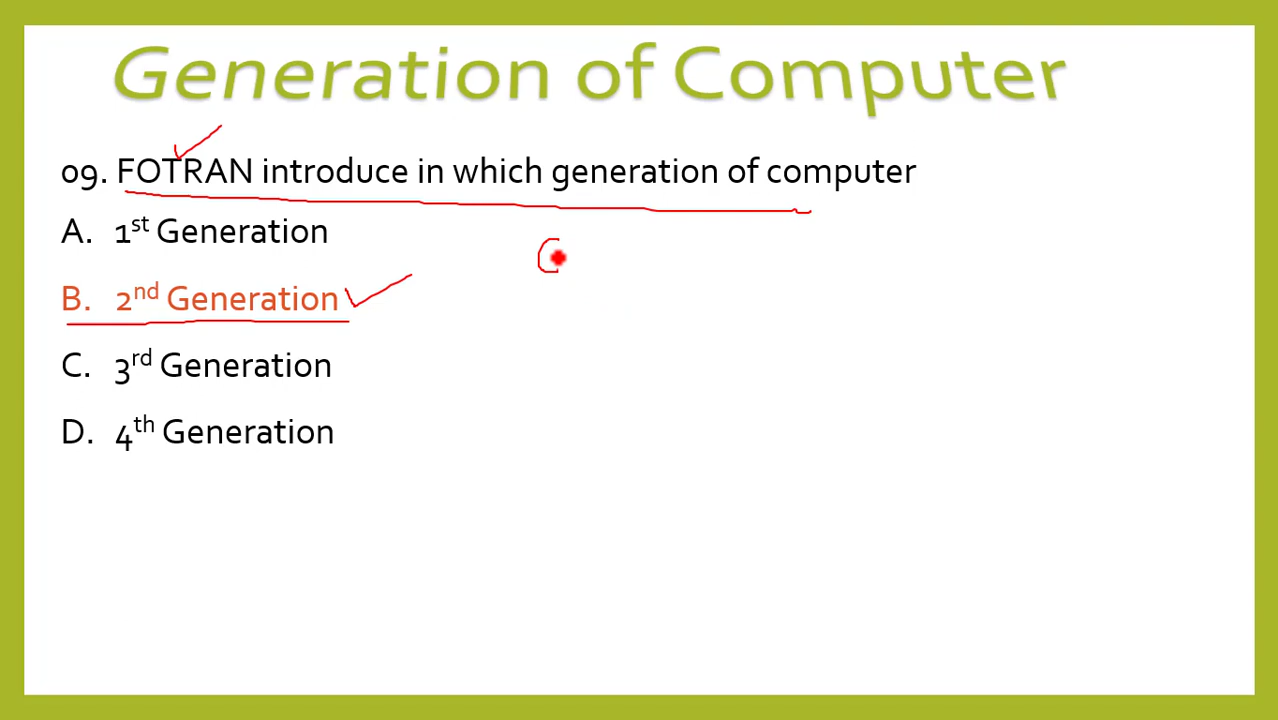 Generation of Computer
09. FOTRAN introduce in which generation of computer
A. 1st Generation
B. 2nd Generation
C. 3rd Generation
D. 4th Generation